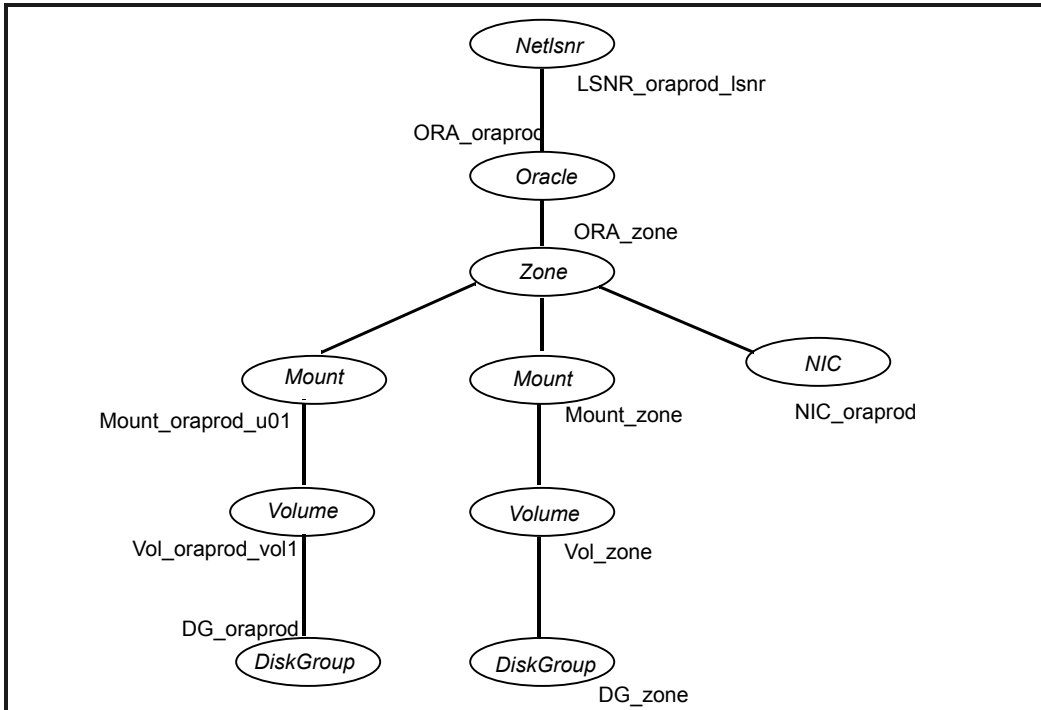 Netlsnr
LSNR_oraprod_lsnr
ORA_oraprod
Oracle
ORA_zone
Zone
Mount
Mount
NIC
Mount_oraprod_u01
Mount_zone
NIC_oraprod
Volume
Volume
Vol_oraprod_vol1
Vol_zone
DG_oraprod
DiskGroup
DiskGroup
DG_zone